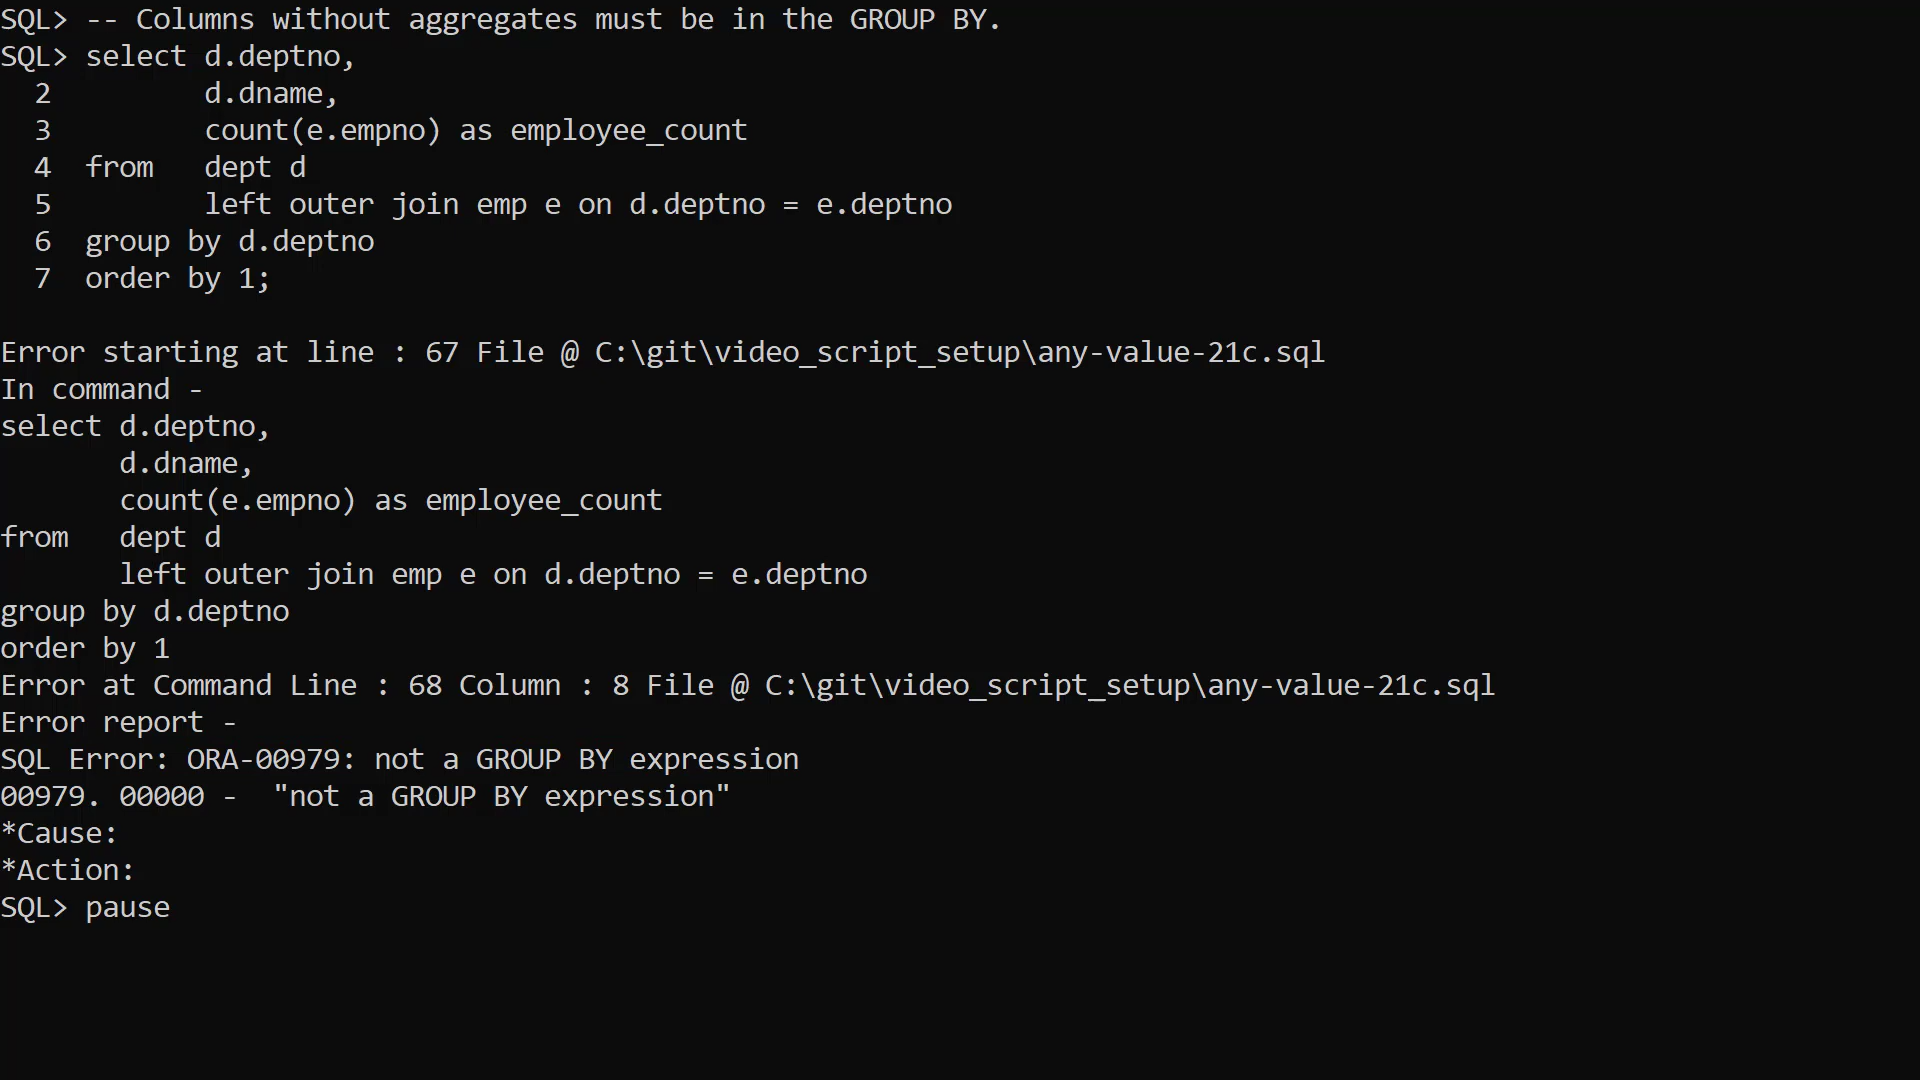 SQL> -- Columns without aggregates must be in the GROUP BY.
SQL> select d.deptno,
  2         d.dname,
  3         count(e.empno) as employee_count
  4  from   dept d
  5         left outer join emp e on d.deptno = e.deptno
  6  group by d.deptno
  7  order by 1;

Error starting at line : 67 File @ C:\git\video_script_setup\any-value-21c.sql
In command -
select d.deptno,
       d.dname,
       count(e.empno) as employee_count
from   dept d
       left outer join emp e on d.deptno = e.deptno
group by d.deptno
order by 1
Error at Command Line : 68 Column : 8 File @ C:\git\video_script_setup\any-value-21c.sql
Error report -
SQL Error: ORA-00979: not a GROUP BY expression
00979. 00000 -  "not a GROUP BY expression"
*Cause:
*Action:
SQL> pause